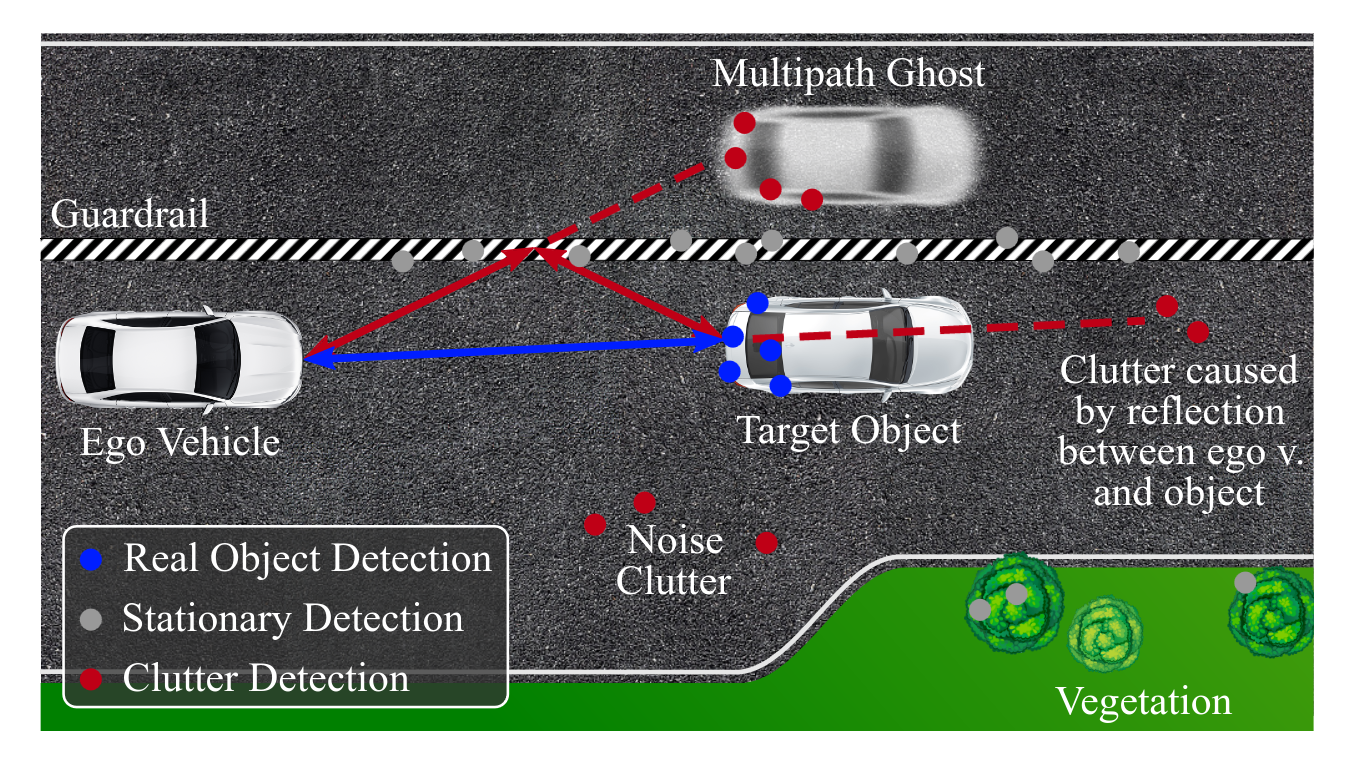 Multipath Ghost
Guardrail
Ego Vehicle
Target Object
Clutter caused
by reflection
between ego v.
and object
Noise
Clutter
Real Object Detection
Stationary Detection
Clutter Detection
Vegetation